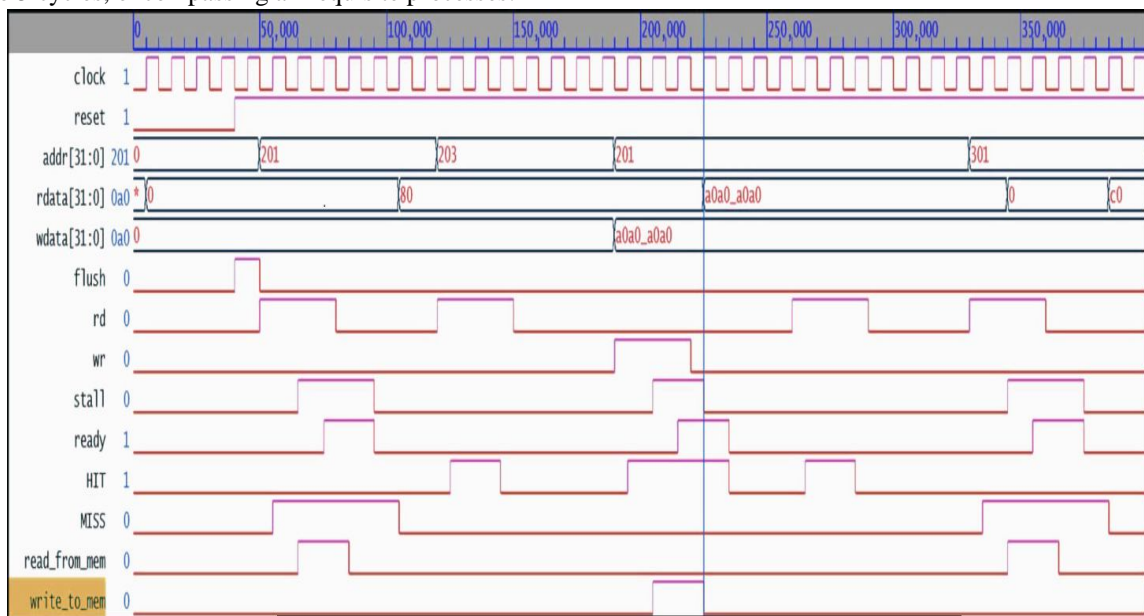 0 50,000 100,000 150,000 200,000 250,000 300,000 350,000
clock 1
reset 1
addr[31:0] 201 0 201 203 201 301
rdata[31:0] 0a0 * 0 80 a0a0_a0a0 0 c0
wdata[31:0] 0a0 0 a0a0_a0a0
flush 0
rd 0
wr 0
stall 0
ready 1
HIT 1
MISS 0
read_from_mem 0
write_to_mem 0